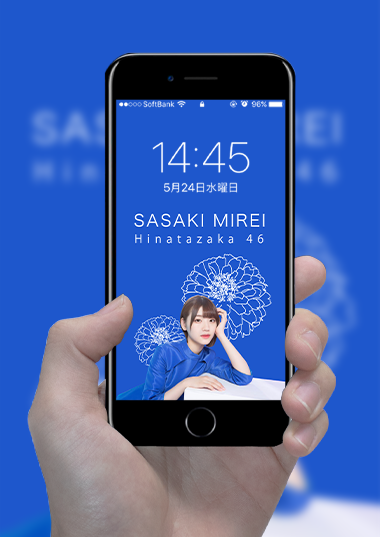 SoftBank 96%
14:45
5月24日水曜日
SASAKI MIREI
Hinatazaka 46